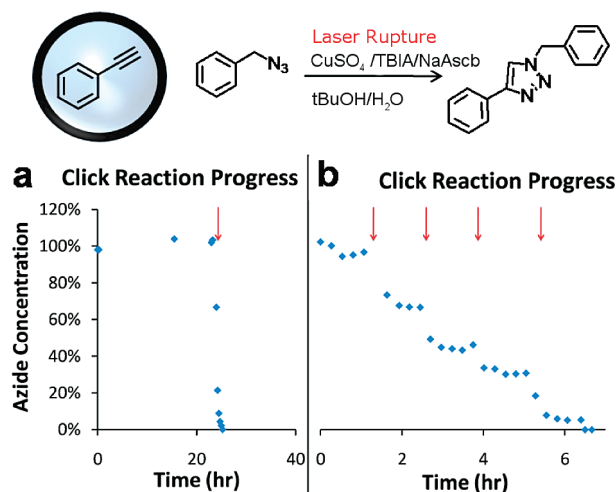 Laser Rupture
N₃
CuSO₄ /TBIA/NaAscb
tBuOH/H₂O
N
N
N
a Click Reaction Progress
b Click Reaction Progress
Azide Concentration
120%
100%
80%
60%
40%
20%
0%
0 20 40
Time (hr)
0 2 4 6
Time (hr)